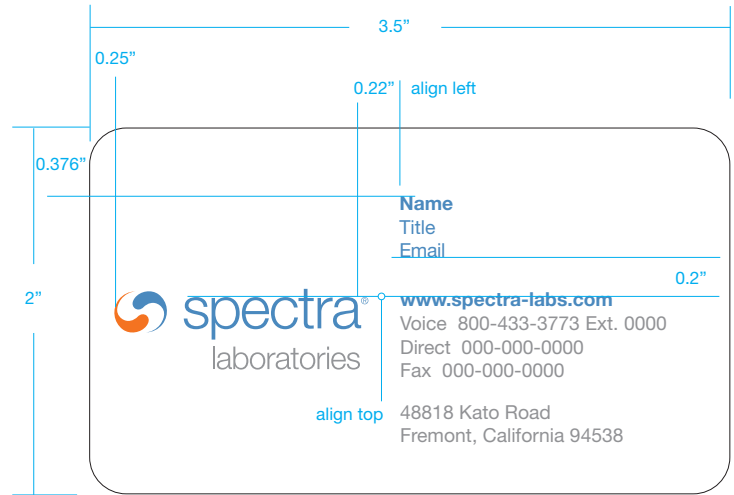 3.5”
0.25”
0.22” align left
0.376”
Name
Title
Email
0.2”
2”
spectra®
laboratories
www.spectra-labs.com
Voice 800-433-3773 Ext. 0000
Direct 000-000-0000
Fax 000-000-0000
align top
48818 Kato Road
Fremont, California 94538